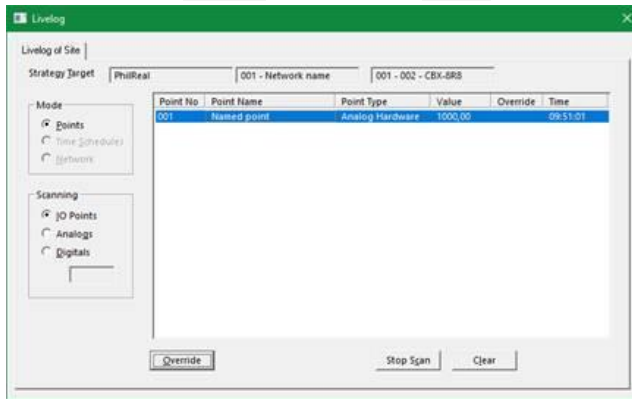 Livelog
Livelog of Site
Strategy Target PhilReal 001 - Network name 001 - 002 - CBX-8R8
Mode
Points
Time Schedules
Network
Scanning
IO Points
Analogs
Digitals
Point No Point Name Point Type Value Override Time
001 Named point Analog Hardware 1000,00 09:51:01
Override Stop Scan Clear